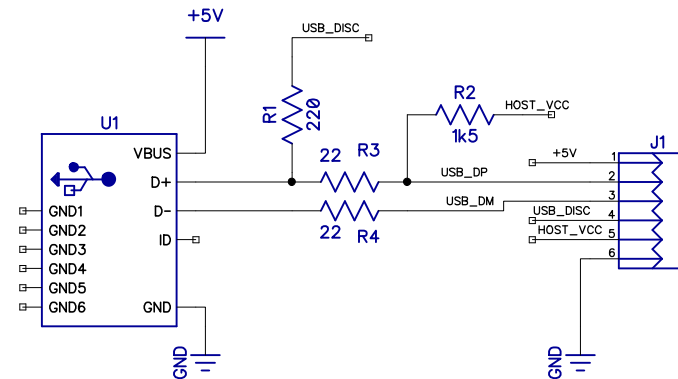 +5V
USB_DISC
R1
220
R2
1k5
HOST_VCC
U1
VBUS
D+
D-
ID
GND
GND1
GND2
GND3
GND4
GND5
GND6
22
R3
22
R4
USB_DP
USB_DM
J1
+5V
1
2
3
USB_DISC
4
HOST_VCC
5
6
GND
GND